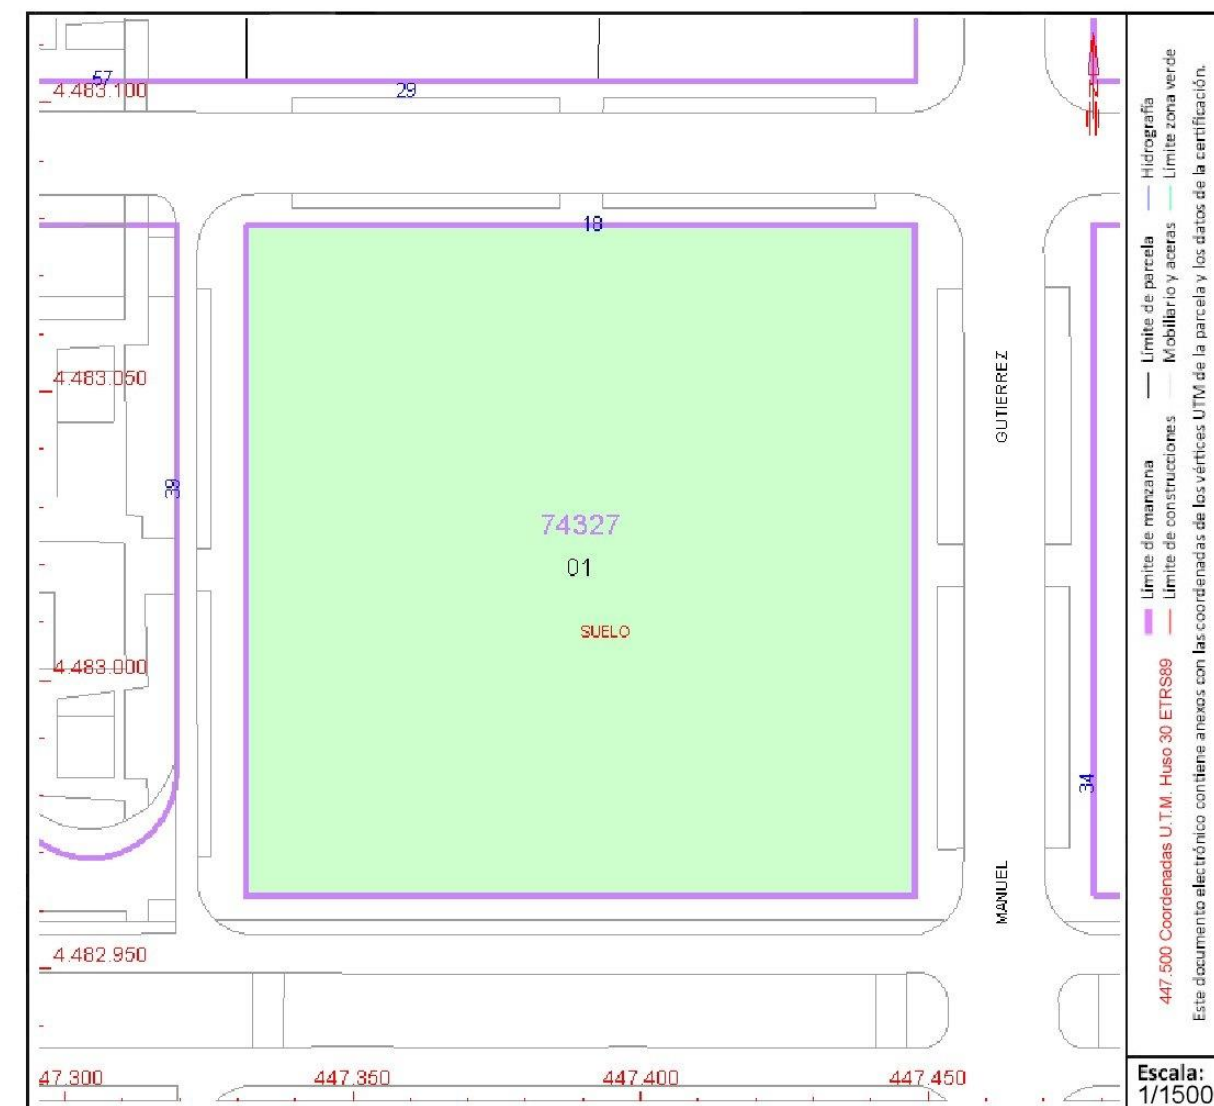 57
4.483.100
29
18
4.483.050
GUTIERREZ
39
74327
01
SUELO
4.483.000
34
MANUEL
4.482.950
47.300
447.350
447.400
447.450
Límite de manzana
Límite de parcela
Hidrografía
Límite de construcciones
Mobiliario y aceras
Límite zona verde
447.500 Coordenadas U.T.M. Huso 30 ETRS89
Este documento electrónico contiene anexos con las coordenadas de los vértices UTM de la parcela y los datos de la certificación.
Escala:
1/1500